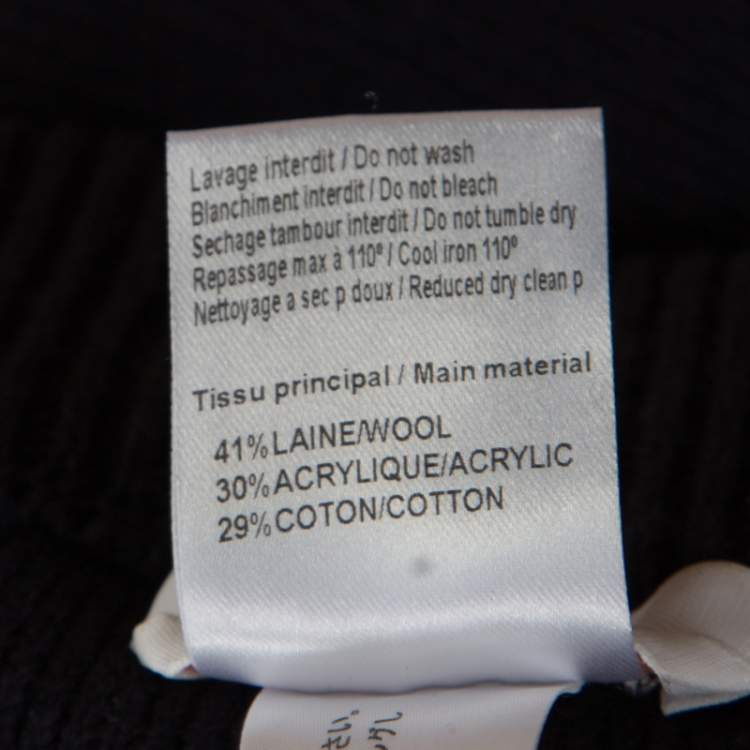 Lavage interdit / Do not wash
Blanchiment interdit / Do not bleach
Sechage tambour interdit / Do not tumble dry
Repassage max à 110° / Cool iron 110°
Nettoyage a sec p doux / Reduced dry clean p
Tissu principal / Main material
41% LAINE/WOOL
30% ACRYLIQUE/ACRYLIC
29% COTON/COTTON
さい。